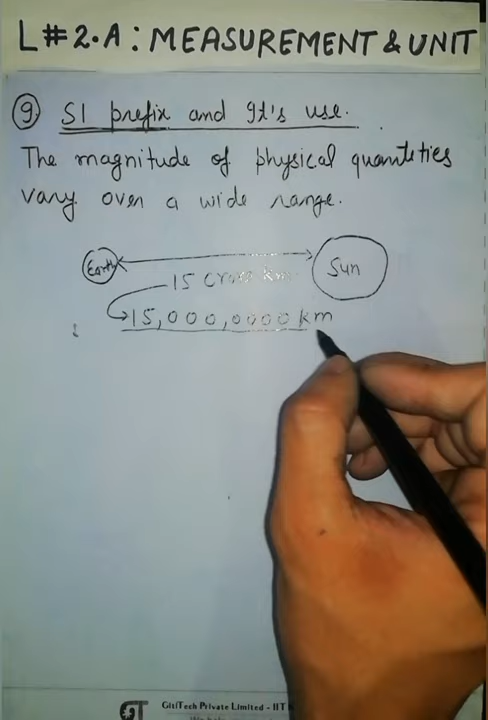 L#2.A: MEASUREMENT & UNIT
9. SI prefix and It's use.
The magnitude of physical quantities
vary over a wide range.
Earth
Sun
15 crore km
15,000,0000 km
GitiTech Private Limited - IIT